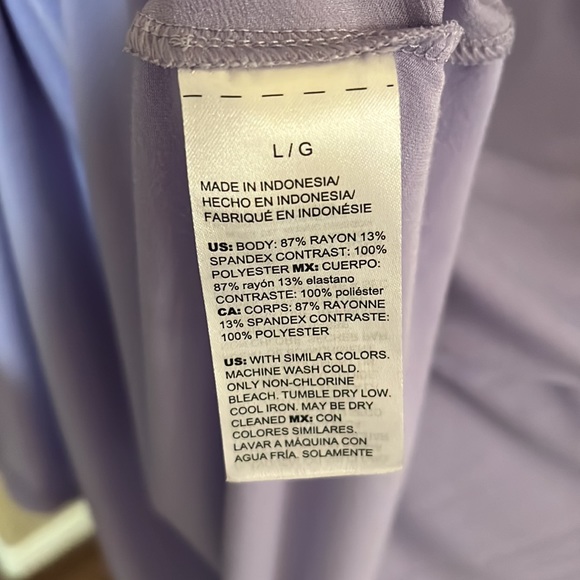 L/G
MADE IN INDONESIA/
HECHO EN INDONESIA/
FABRIQUÉ EN INDONÉSIE
US: BODY: 87% RAYON 13%
SPANDEX CONTRAST: 100%
POLYESTER MX: CUERPO:
87% rayón 13% elastano
CONTRASTE: 100% poliéster
CA: CORPS: 87% RAYONNE
13% SPANDEX CONTRASTE:
100% POLYESTER
US: WITH SIMILAR COLORS.
MACHINE WASH COLD.
ONLY NON-CHLORINE
BLEACH. TUMBLE DRY LOW.
COOL IRON. MAY BE DRY
CLEANED MX: CON
COLORES SIMILARES.
LAVAR A MÁQUINA CON
AGUA FRÍA. SOLAMENTE